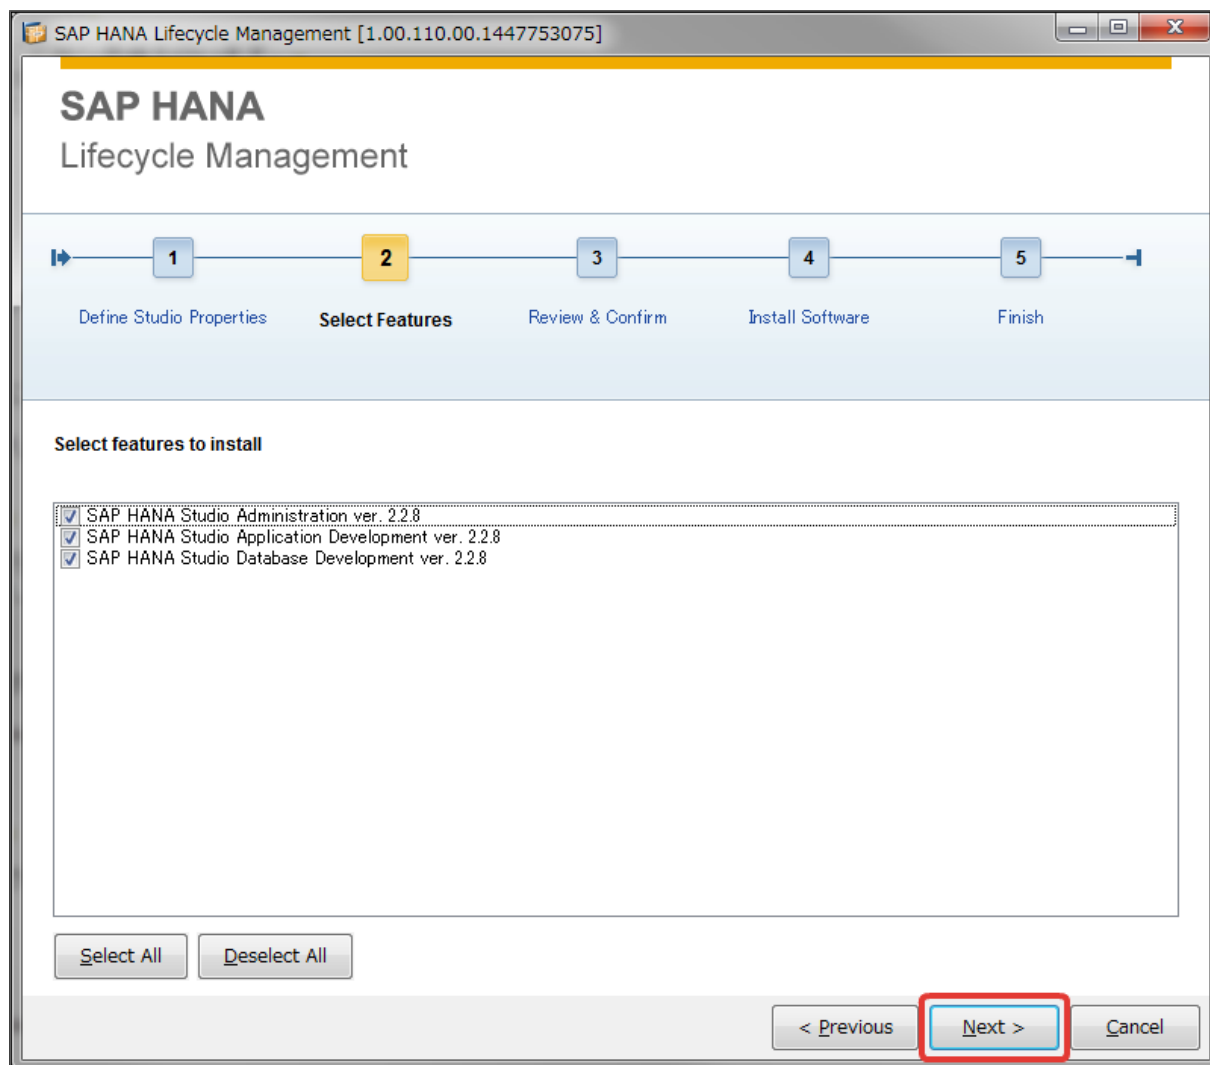 SAP HANA Lifecycle Management [1.00.110.00.1447753075]
SAP HANA
Lifecycle Management
1
2
3
4
5
Define Studio Properties
Select Features
Review & Confirm
Install Software
Finish
Select features to install
SAP HANA Studio Administration ver. 2.2.8
SAP HANA Studio Application Development ver. 2.2.8
SAP HANA Studio Database Development ver. 2.2.8
Select All
Deselect All
< Previous
Next >
Cancel